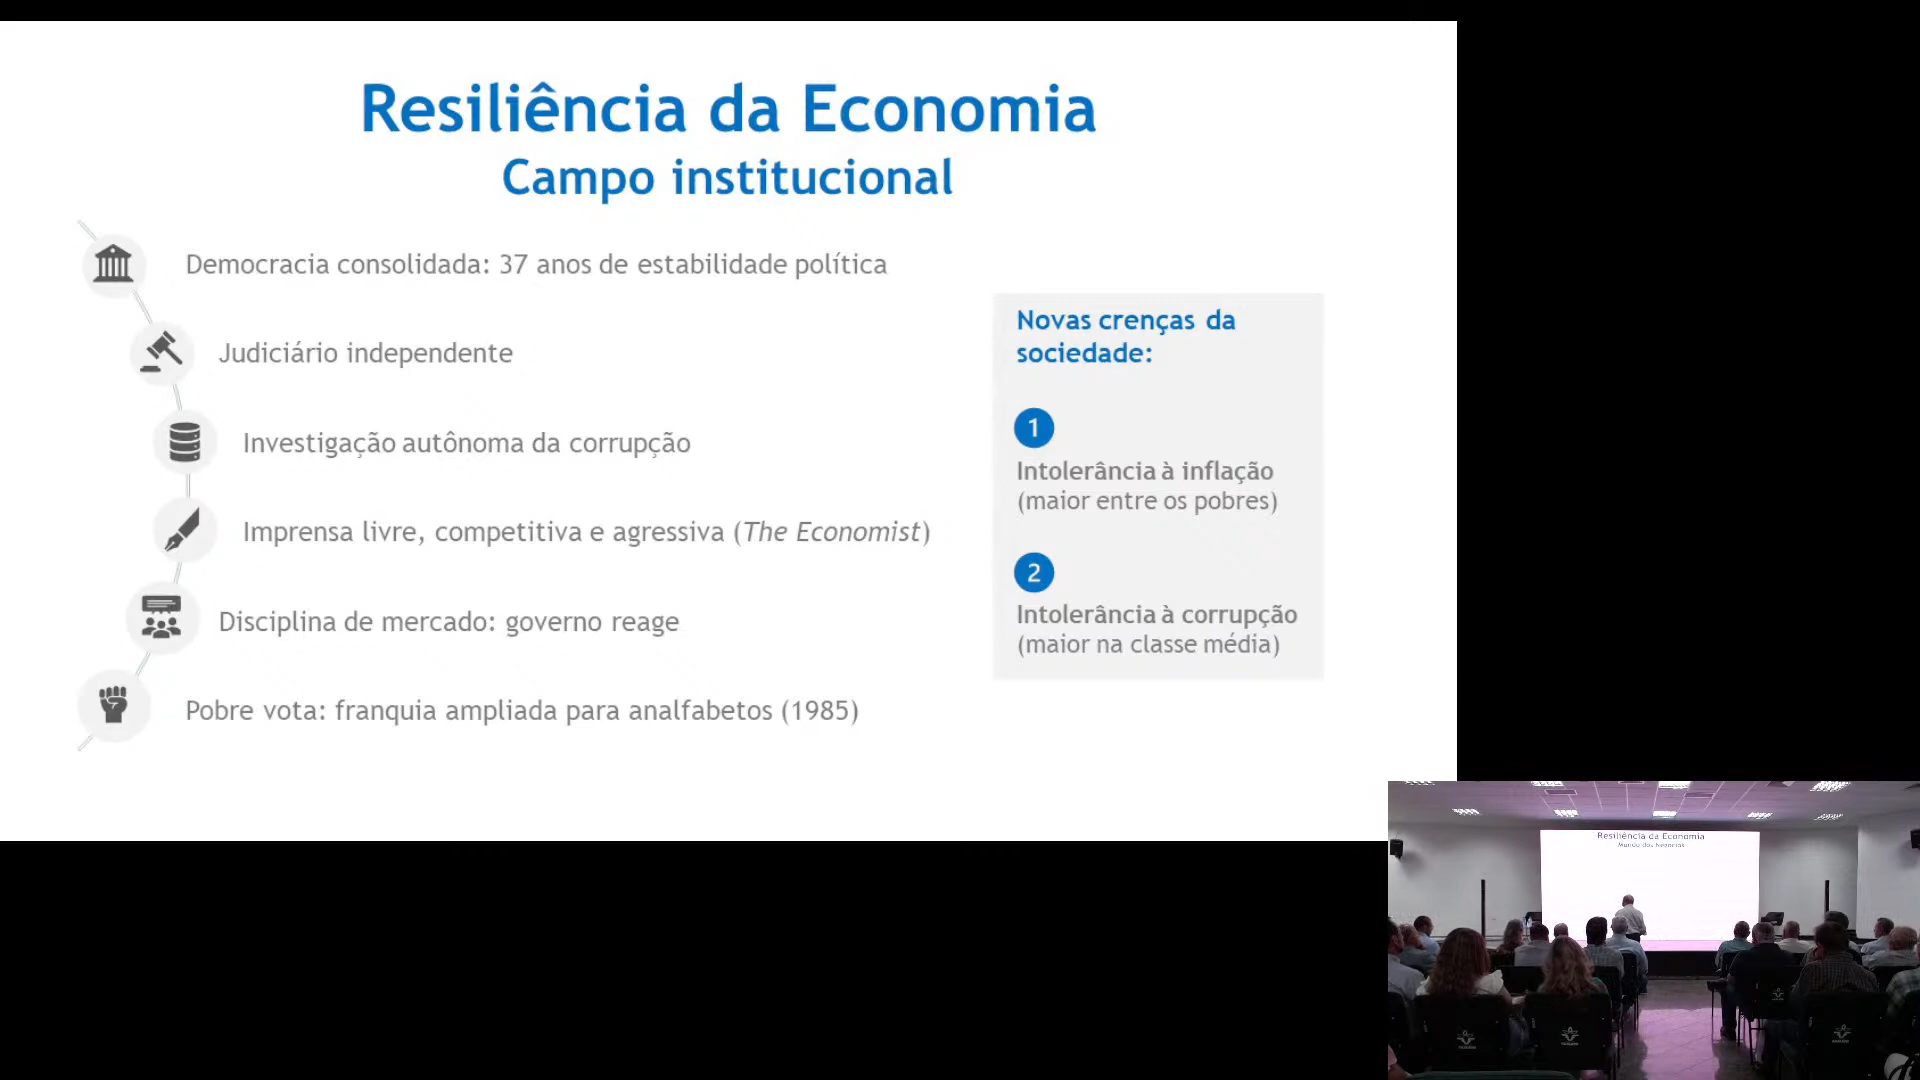 Resiliência da Economia
Campo institucional
Democracia consolidada: 37 anos de estabilidade política
Judiciário independente
Investigação autônoma da corrupção
Imprensa livre, competitiva e agressiva (The Economist)
Disciplina de mercado: governo reage
Pobre vota: franquia ampliada para analfabetos (1985)
Novas crenças da
sociedade:
1
Intolerância à inflação
(maior entre os pobres)
2
Intolerância à corrupção
(maior na classe média)
Resiliência da Economia
Mundo dos Negócios